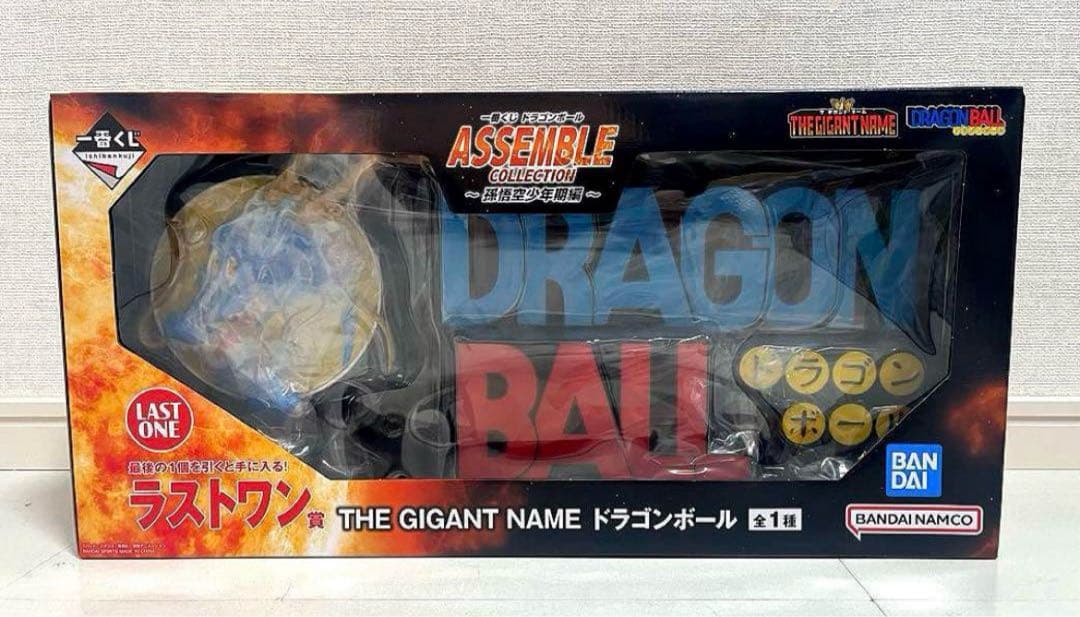 一番くじ
ichibankuji
一番くじ ドラゴンボール
ASSEMBLE
COLLECTION
～孫悟空少年期編～
THE GIGANT NAME
DRAGON BALL
DRAGON
BALL
ドラゴン
ボー
LAST
ONE
最後の1個を引くと手に入る!
ラストワン賞
THE GIGANT NAME ドラゴンボール 全1種
BAN
DAI
BANDAI NAMCO